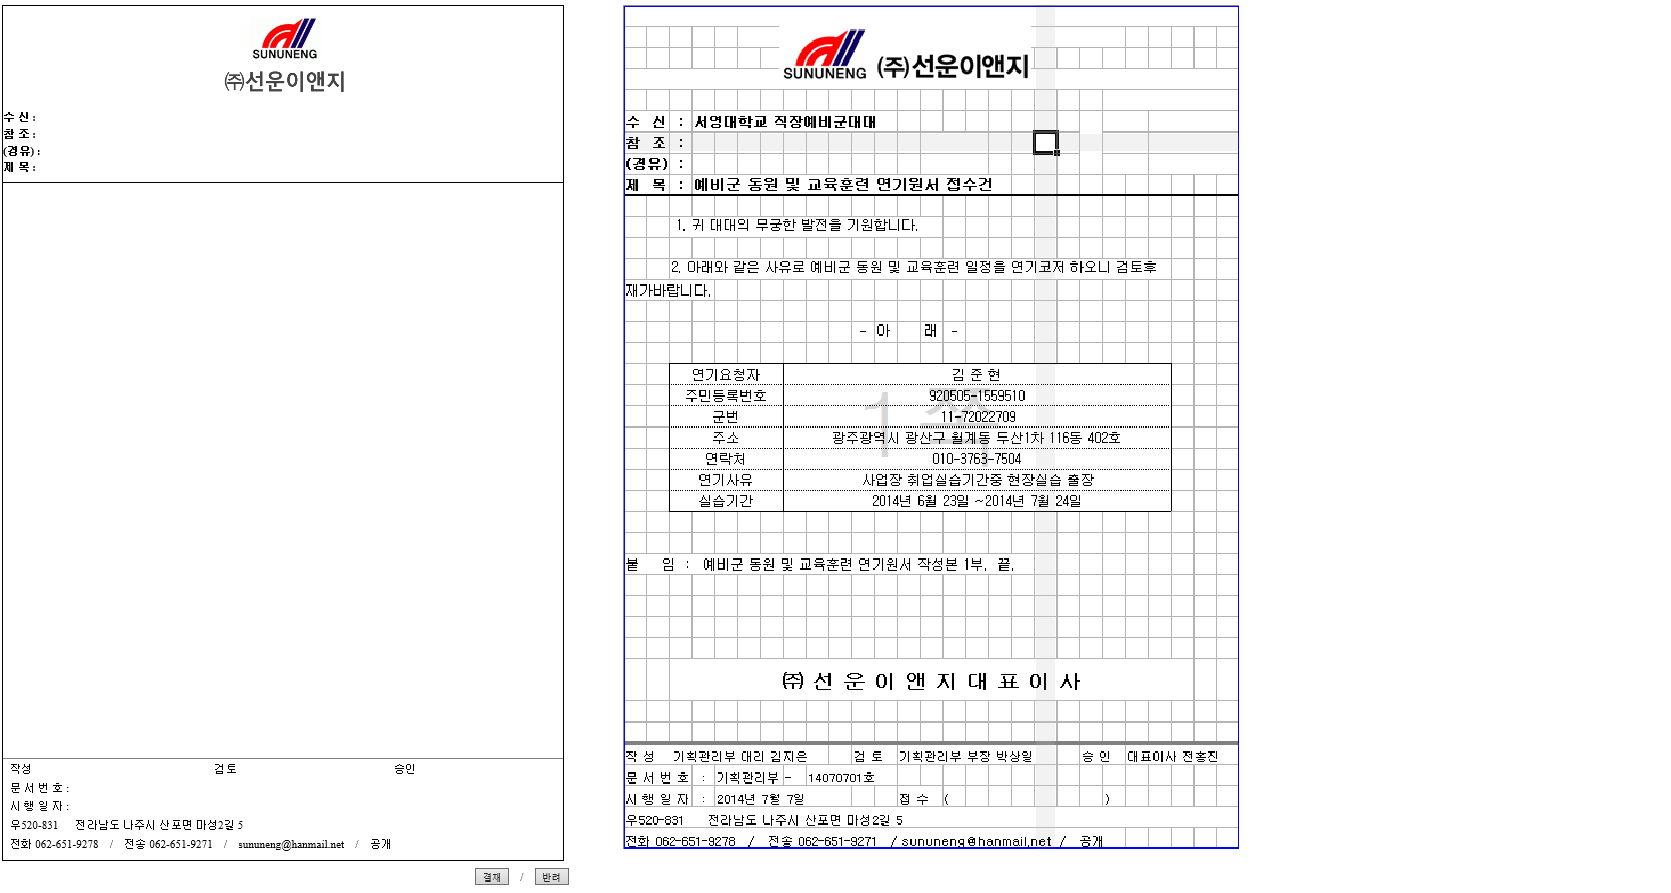 SUNUNENG
㈜선운이앤지
수 신 :
참 조 :
(경유) :
제 목 :
작성 검토 승인
문 서 번 호 :
시 행 일 자 :
우520-831 전라남도 나주시 산포면 마성2길 5
전화 062-651-9278 / 전송 062-651-9271 / sununeng@hanmail.net / 공개
결재 / 반려
SUNUNENG (주)선운이앤지
수 신 : 서영대학교 직장예비군대대
참 조 :
(경유) :
제 목 : 예비군 동원 및 교육훈련 연기원서 접수건
1. 귀 대대의 무궁한 발전을 기원합니다.
2. 아래와 같은 사유로 예비군 동원 및 교육훈련 일정을 연기코저 하오니 검토후
재가바랍니다.
- 아 래 -
연기요청자 김 준 현
주민등록번호 920505-1559510
군번 11-72022709
주소 광주광역시 광산구 월계동 두산1차 116동 402호
연락처 010-3763-7504
연기사유 사업장 취업실습기간중 현장실습 출장
실습기간 2014년 6월 23일 ~2014년 7월 24일
1 쪽
붙 임 : 예비군 동원 및 교육훈련 연기원서 작성본 1부. 끝.
㈜ 선 운 이 앤 지 대 표 이 사
작 성 기획관리부 대리 김지은 검 토 기획관리부 부장 박상일 승 인 대표이사 전홍진
문 서 번 호 : 기획관리부 - 14070701호
시 행 일 자 : 2014년 7월 7일 접 수 ( )
우520-831 전라남도 나주시 산포면 마성2길 5
전화 062-651-9278 / 전송 062-651-9271 / sununeng@hanmail.net / 공개